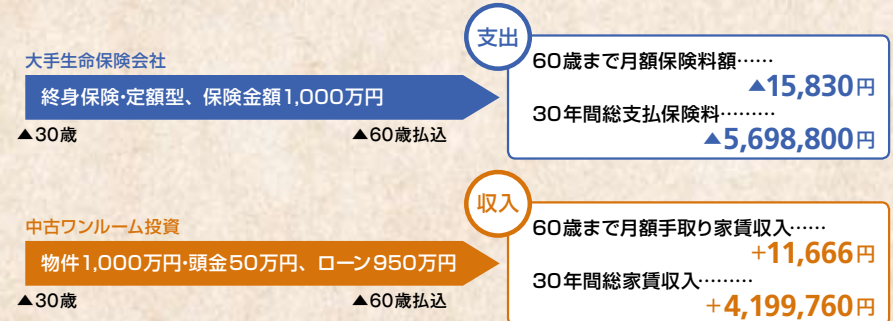 支出
大手生命保険会社
終身保険・定額型、保険金額1,000万円
▲30歳 ▲60歳払込
60歳まで月額保険料額……
▲15,830円
30年間総支払保険料………
▲5,698,800円
収入
中古ワンルーム投資
物件1,000万円・頭金50万円、ローン950万円
▲30歳 ▲60歳払込
60歳まで月額手取り家賃収入……
+11,666円
30年間総家賃収入………
+4,199,760円